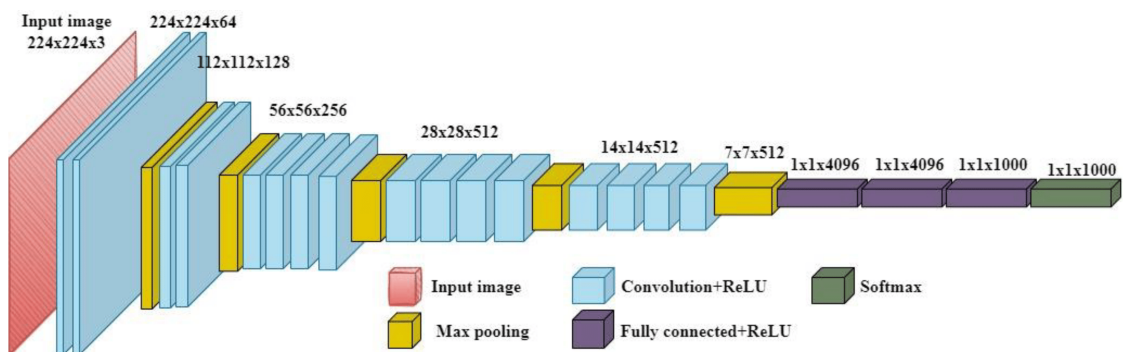 Input image
224x224x3
224x224x64
112x112x128
56x56x256
28x28x512
14x14x512
7x7x512
1x1x4096
1x1x4096
1x1x1000
1x1x1000
Input image
Convolution+ReLU
Softmax
Max pooling
Fully connected+ReLU